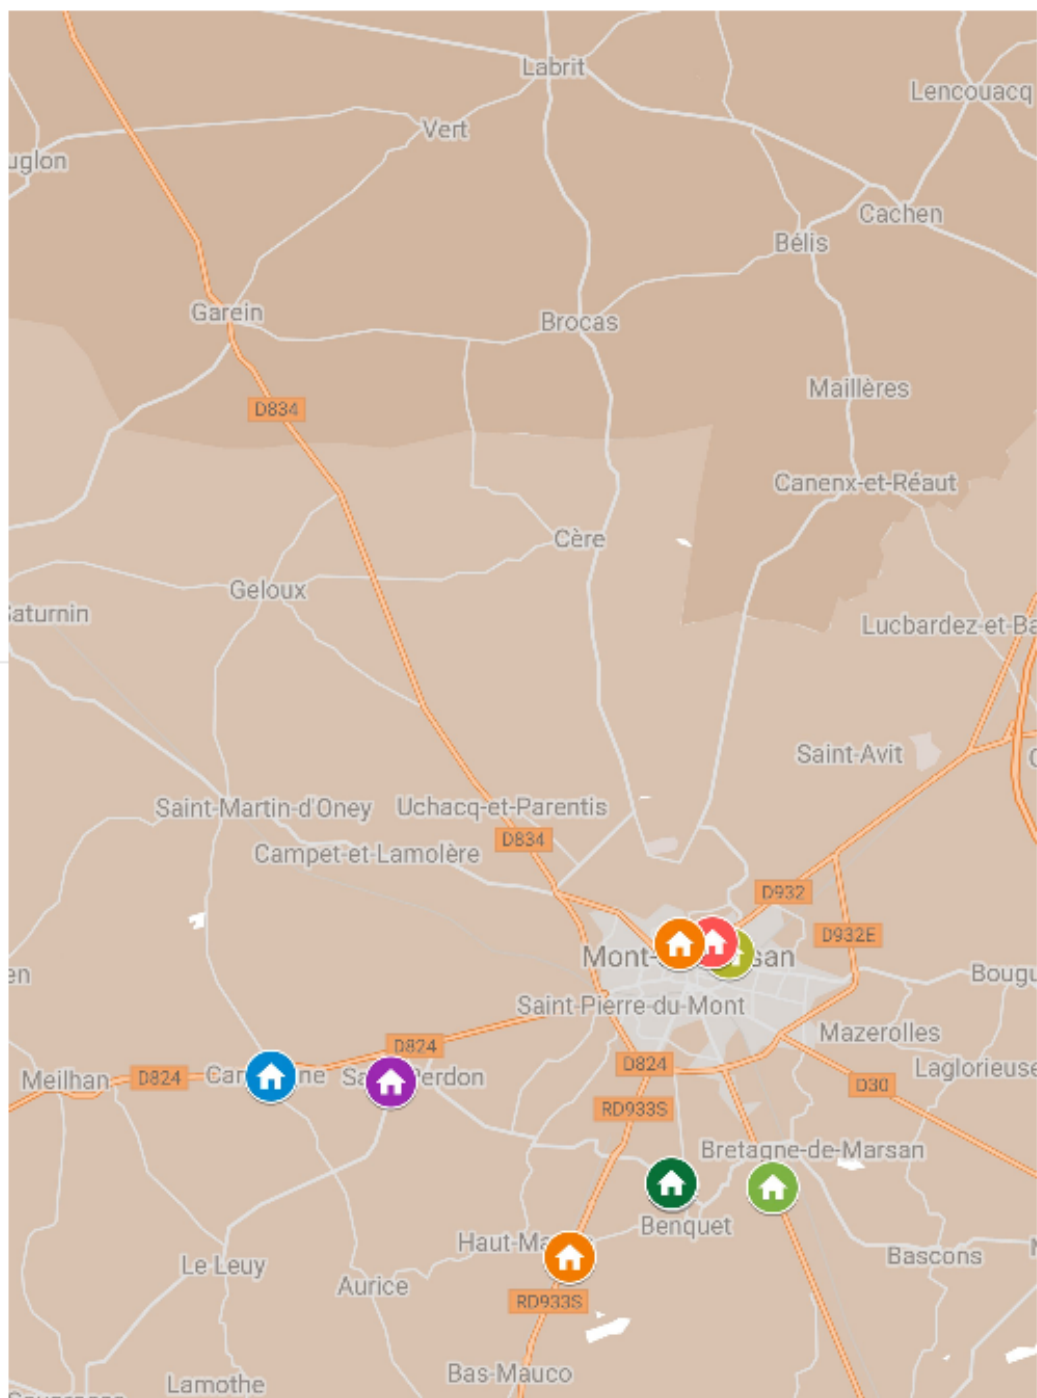 Labrit
Lencouacq
Vert
uglon
Cachen
Bélis
Garein
Brocas
Maillères
D834
Canenx-et-Réaut
Cère
Geloux
Saturnin
Lucbardez-et-Ba
Saint-Avit
Saint-Martin-d'Oney
Uchacq-et-Parentis
D834
Campet-et-Lamolère
D932
D932E
Mont- san
en
Bougu
Saint-Pierre-du-Mont
Mazerolles
D824
D824
Laglorieuse
Meilhan
D824
Car ne
Sa Perdon
D30
RD933S
Bretagne-de-Marsan
Benquet
Haut-Ma
Bascons
Le Leuy
Aurice
RD933S
Bas-Mauco
Lamothe